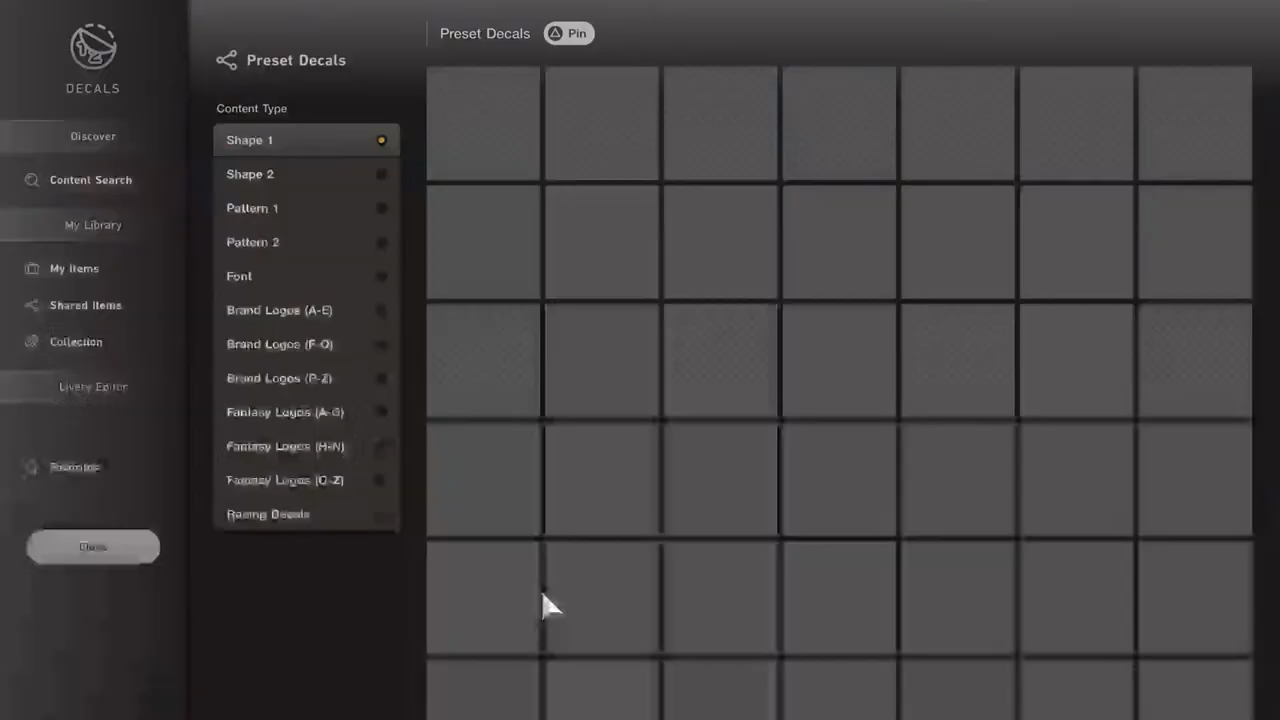 DECALS
Discover
Content Search
My Library
My Items
Shared Items
Collection
Livery Editor
Close
Preset Decals
Content Type
Shape 1
Shape 2
Pattern 1
Pattern 2
Font
Brand Logos (A-E)
Brand Logos (F-O)
Brand Logos (P-Z)
Fantasy Logos (A-G)
Fantasy Logos (H-N)
Fantasy Logos (O-Z)
Racing Decals
Preset Decals
Pin